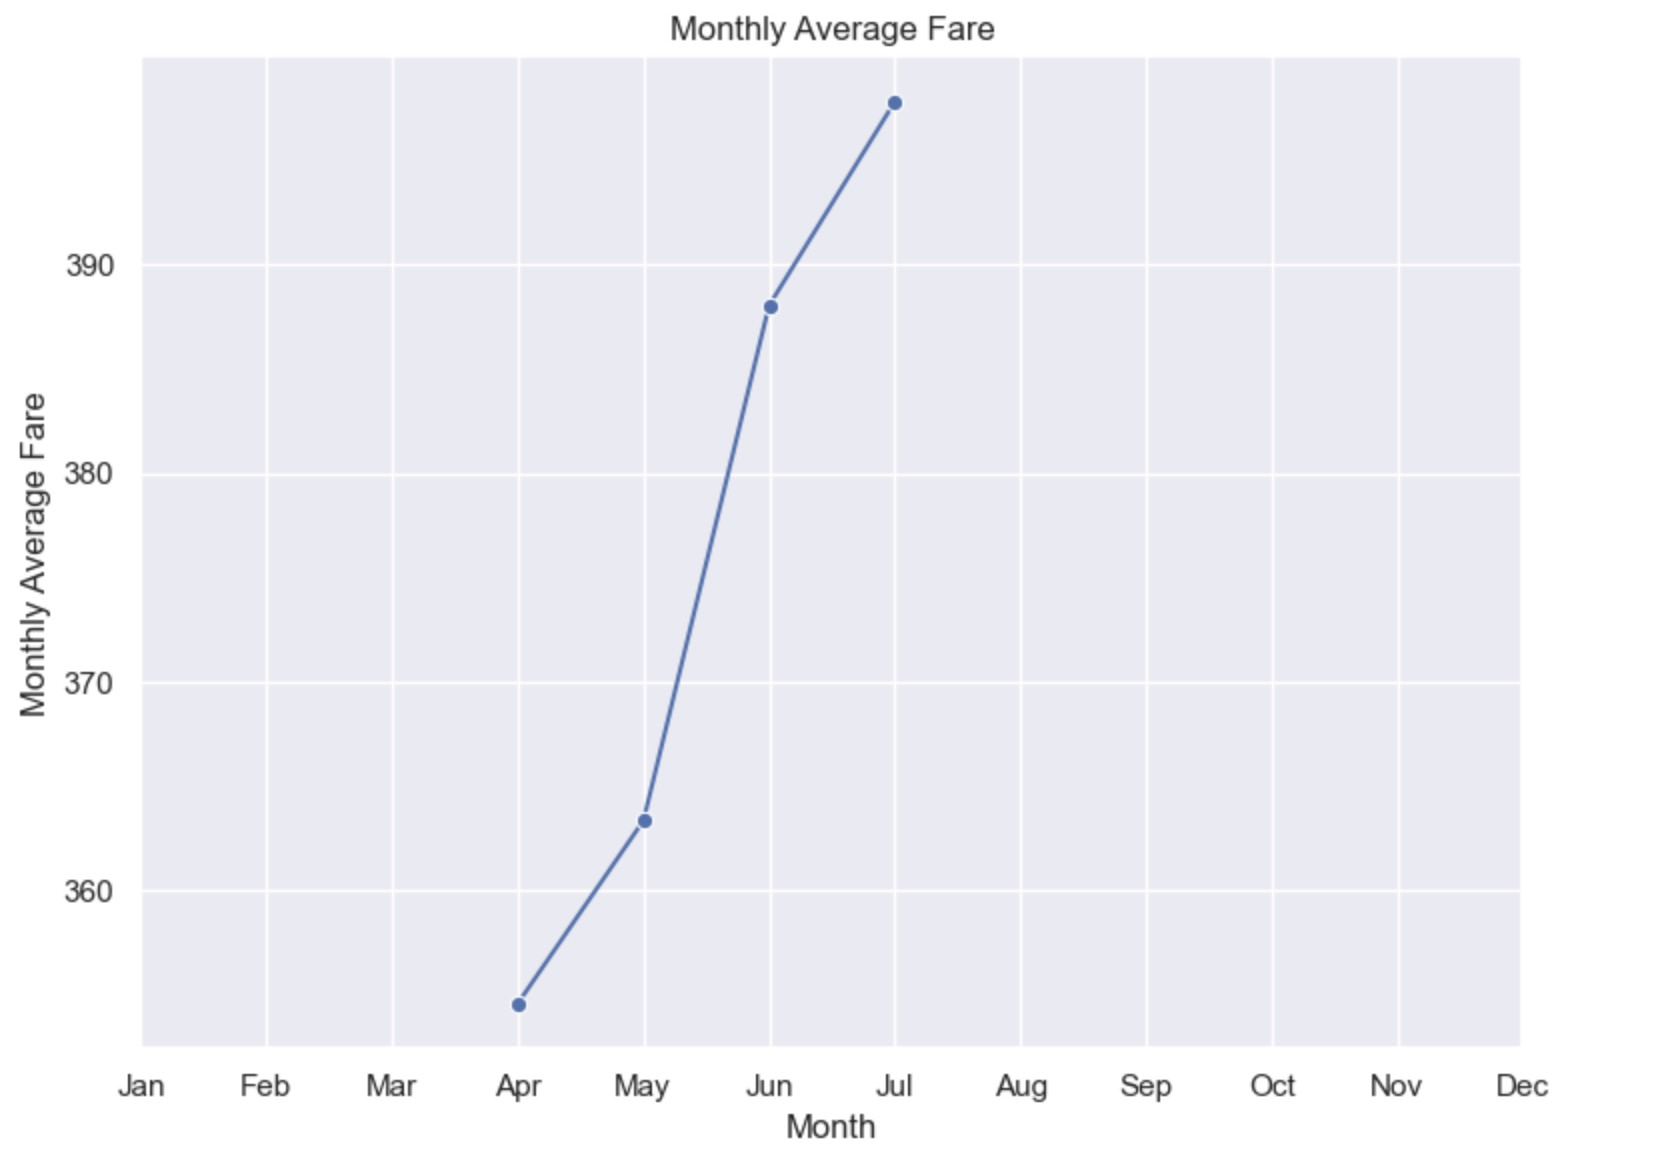 Monthly Average Fare
Monthly Average Fare
390
380
370
360
Jan Feb Mar Apr May Jun Jul Aug Sep Oct Nov Dec
Month